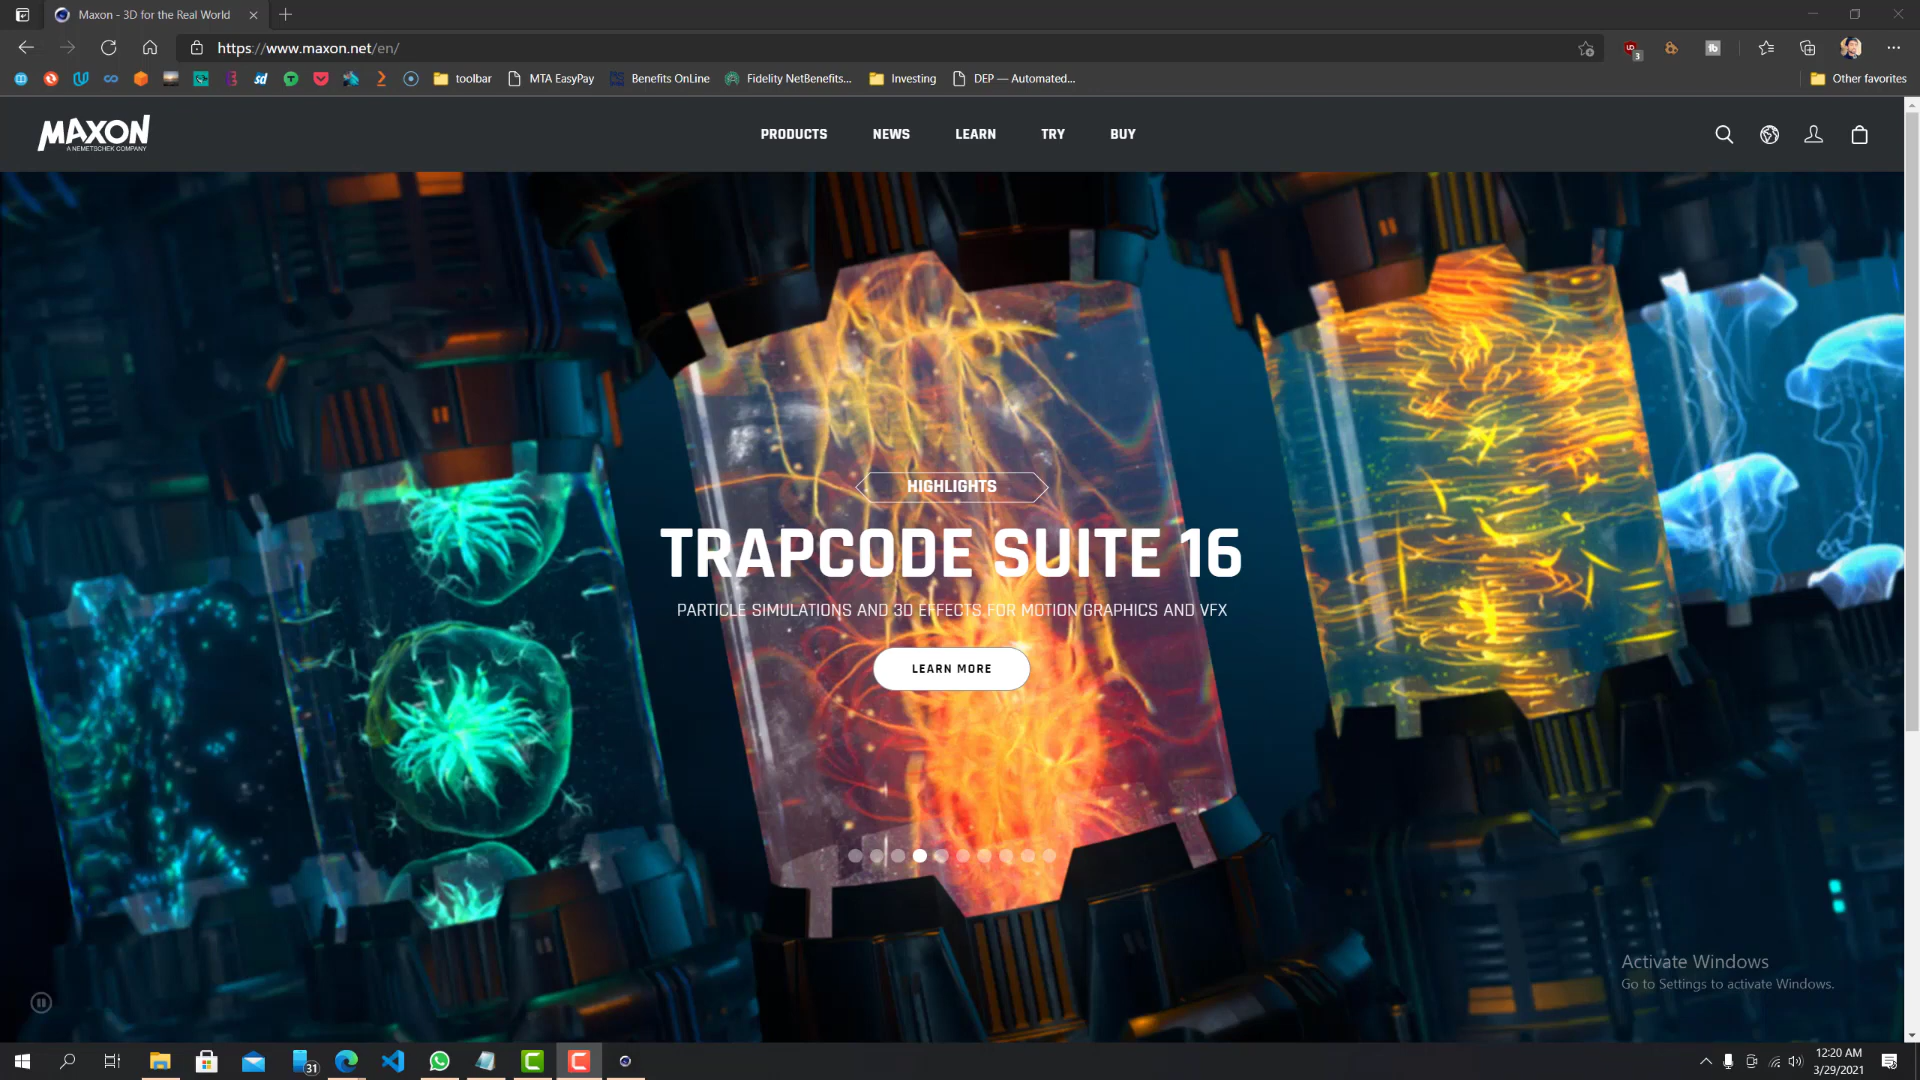 Maxon - 3D for the Real World
https://www.maxon.net/en/
3
toolbar
MTA EasyPay
Benefits OnLine
Fidelity NetBenefits...
Investing
DEP — Automated...
Other favorites
MAXON
A NEMETSCHEK COMPANY
PRODUCTS
NEWS
LEARN
TRY
BUY
HIGHLIGHTS
TRAPCODE SUITE 16
PARTICLE SIMULATIONS AND 3D EFFECTS FOR MOTION GRAPHICS AND VFX
LEARN MORE
Activate Windows
Go to Settings to activate Windows.
31
12:20 AM
3/29/2021